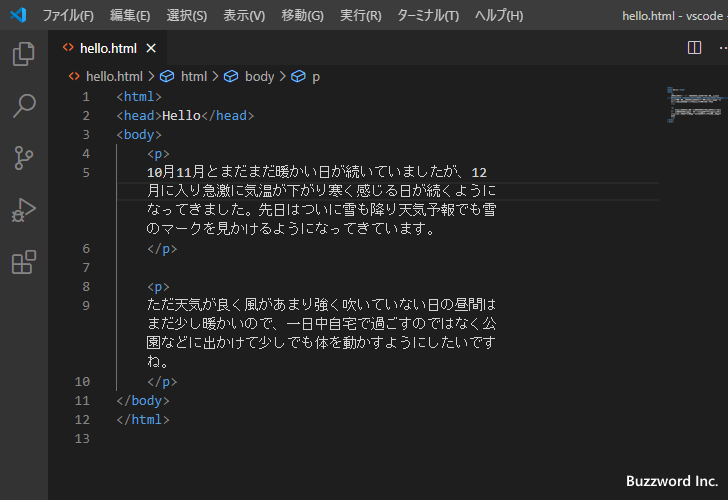 ファイル(F) 編集(E) 選択(S) 表示(V) 移動(G) 実行(R) ターミナル(T) ヘルプ(H) hello.html - vscode -
hello.html
hello.html > html > body > p
1 <html>
2 <head>Hello</head>
3 <body>
4 <p>
5 10月11月とまだまだ暖かい日が続いていましたが、12
月に入り急激に気温が下がり寒く感じる日が続くように
なってきました。先日はついに雪も降り天気予報でも雪
のマークを見かけるようになってきています。
6 </p>
7
8 <p>
9 ただ天気が良く風があまり強く吹いていない日の昼間は
まだ少し暖かいので、一日中自宅で過ごすのではなく公
園などに出かけて少しでも体を動かすようにしたいです
ね。
10 </p>
11 </body>
12 </html>
13
Buzzword Inc.